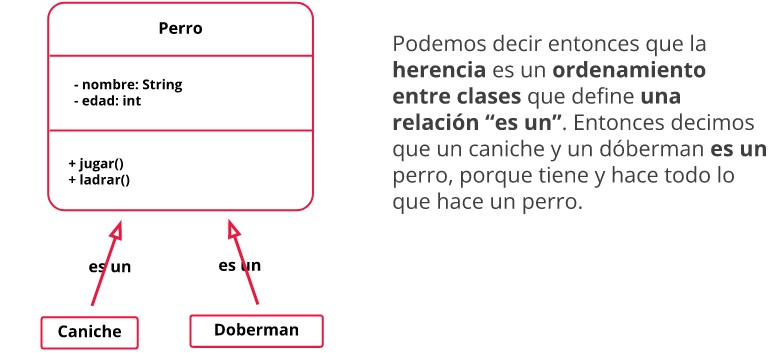 Perro
- nombre: String
- edad: int
+ jugar()
+ ladrar()
es un
es un
Caniche
Doberman
Podemos decir entonces que la
herencia es un ordenamiento
entre clases que define una
relación “es un”. Entonces decimos
que un caniche y un dóberman es un
perro, porque tiene y hace todo lo
que hace un perro.